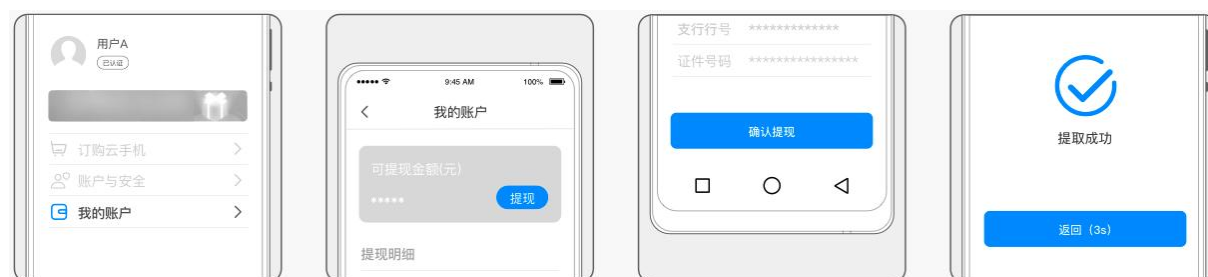 用户A
已认证
订购云手机
账户与安全
我的账户
9:45 AM 100%
我的账户
可提现金额(元)
*****
提现
提现明细
支行行号 *************
证件号码 ****************
确认提现
提取成功
返回（3s）